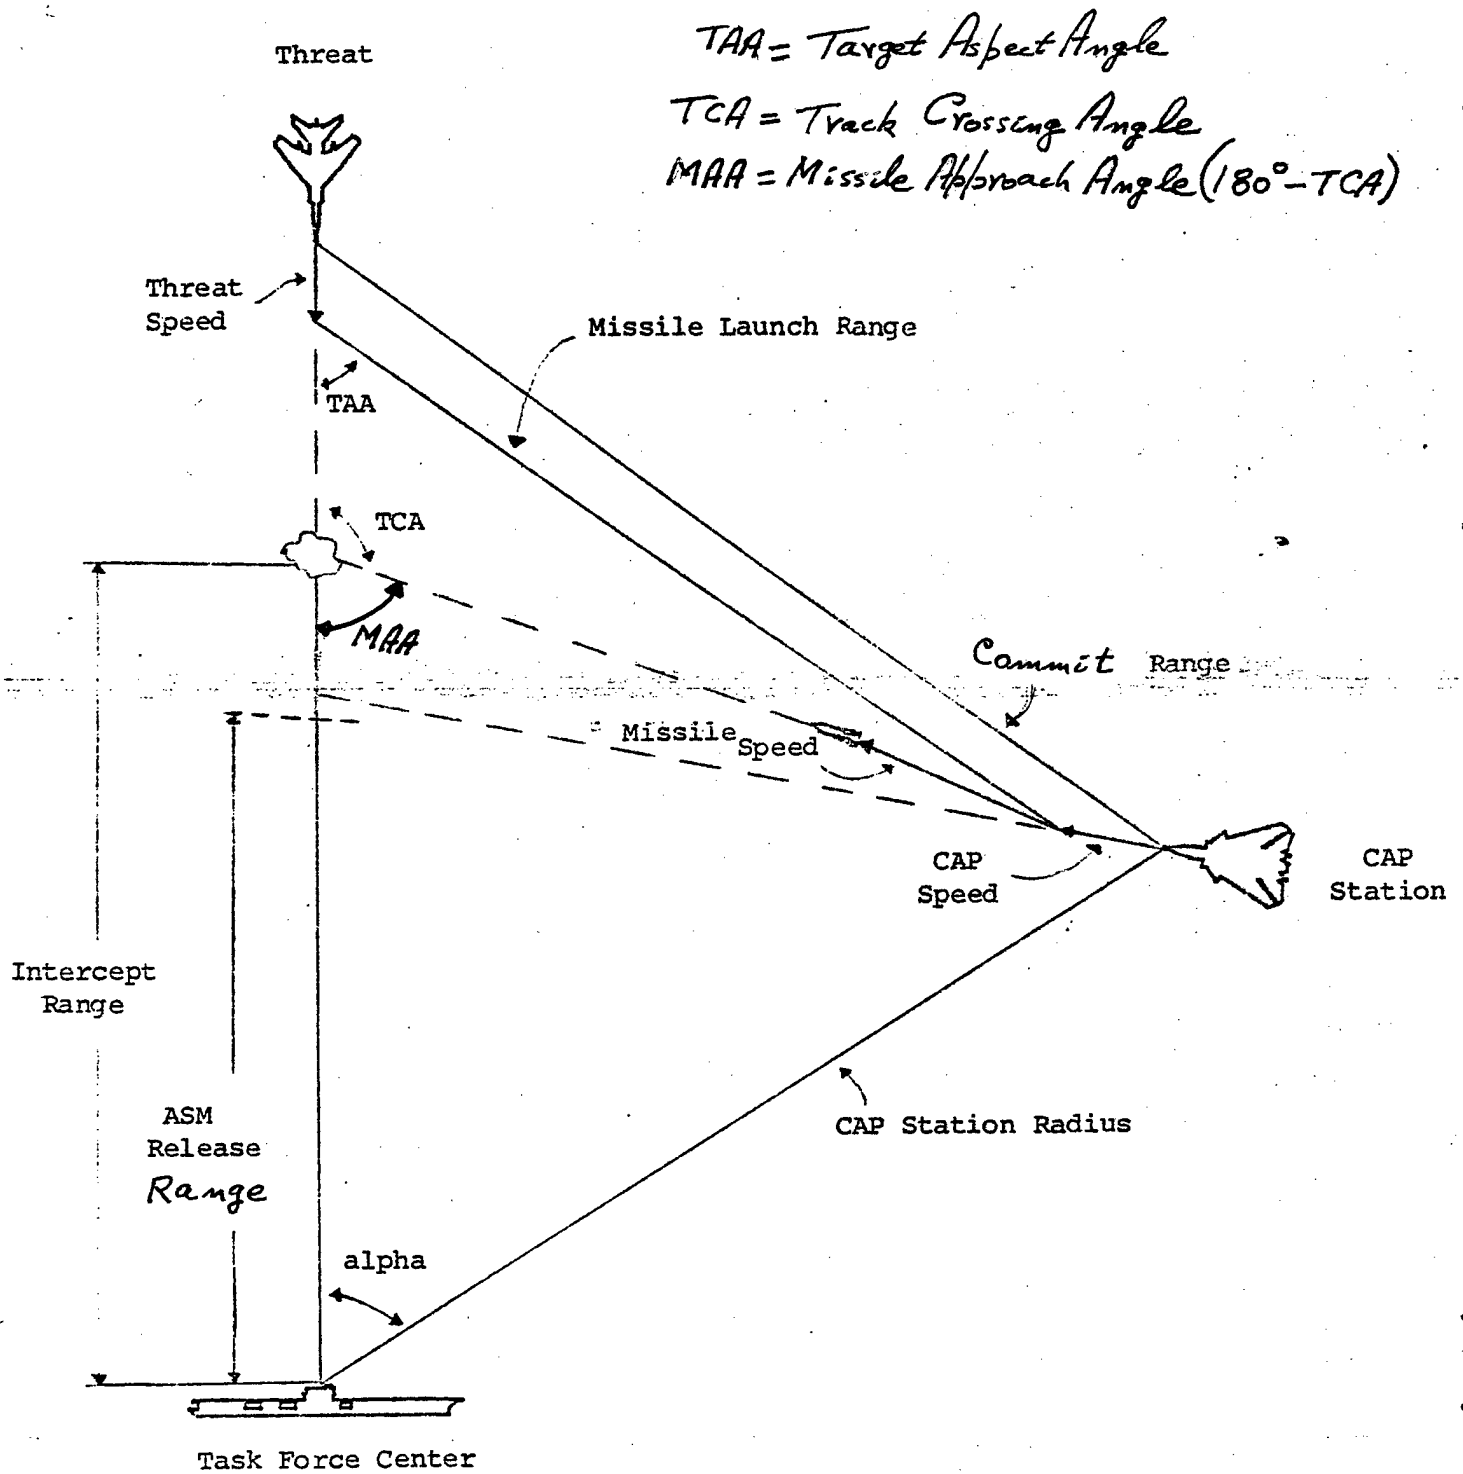 TAA = Target Aspect Angle
Threat
TCA = Track Crossing Angle
MAA = Missile Approach Angle (180° - TCA)
Threat
Speed
Missile Launch Range
TAA
TCA
MAA
Commit Range
Missile Speed
CAP
Speed
CAP
Station
Intercept
Range
ASM
Release
Range
CAP Station Radius
alpha
Task Force Center